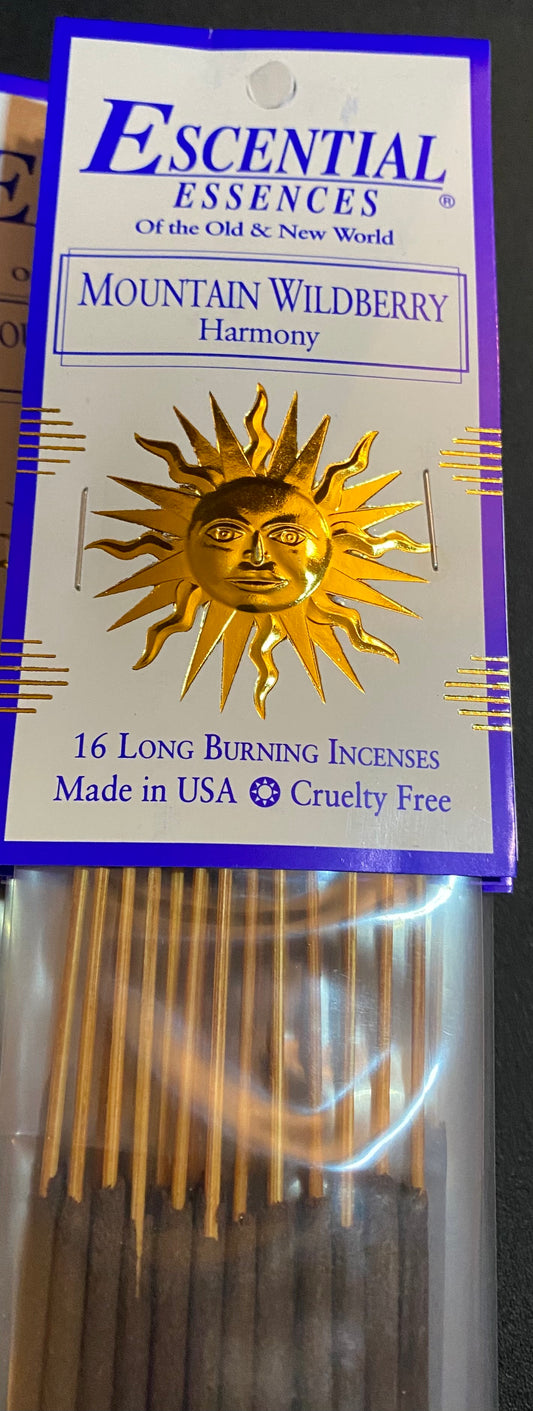 ESCENTIAL
ESSENCES ®
Of the Old & New World
MOUNTAIN WILDBERRY
Harmony
16 LONG BURNING INCENSES
Made in USA Cruelty Free